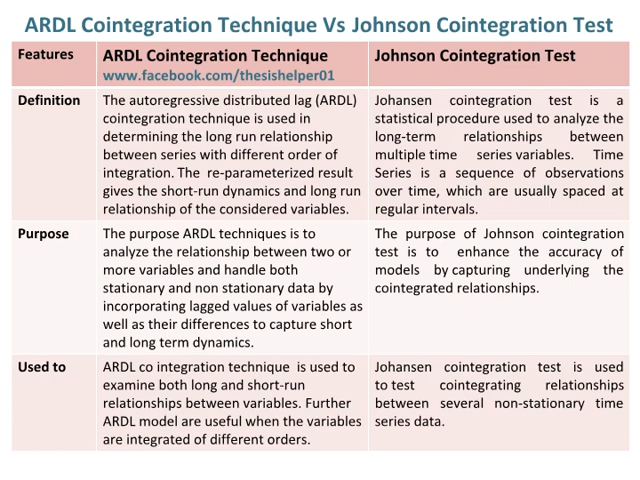 ARDL Cointegration Technique Vs Johnson Cointegration Test
Features
ARDL Cointegration Technique
www.facebook.com/thesishelper01
Johnson Cointegration Test
Definition
The autoregressive distributed lag (ARDL)
cointegration technique is used in
determining the long run relationship
between series with different order of
integration. The re-parameterized result
gives the short-run dynamics and long run
relationship of the considered variables.
Johansen cointegration test is a
statistical procedure used to analyze the
long-term relationships between
multiple time series variables. Time
Series is a sequence of observations
over time, which are usually spaced at
regular intervals.
Purpose
The purpose ARDL techniques is to
analyze the relationship between two or
more variables and handle both
stationary and non stationary data by
incorporating lagged values of variables as
well as their differences to capture short
and long term dynamics.
The purpose of Johnson cointegration
test is to enhance the accuracy of
models by capturing underlying the
cointegrated relationships.
Used to
ARDL co integration technique is used to
examine both long and short-run
relationships between variables. Further
ARDL model are useful when the variables
are integrated of different orders.
Johansen cointegration test is used
to test cointegrating relationships
between several non-stationary time
series data.